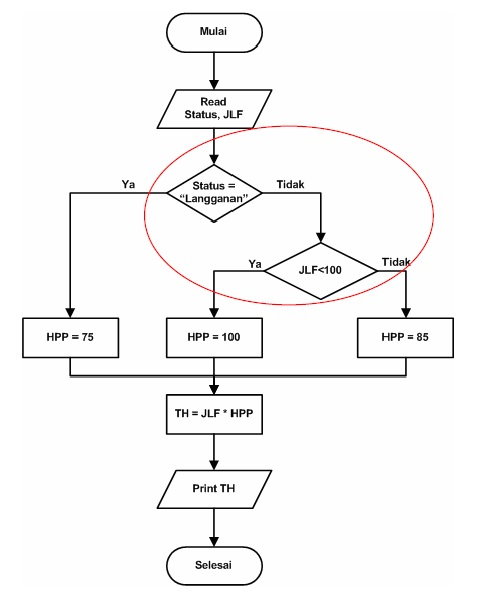 Mulai
Read
Status, JLF
Status =
“Langganan”
Ya
Tidak
JLF<100
Ya
Tidak
HPP = 75
HPP = 100
HPP = 85
TH = JLF * HPP
Print TH
Selesai